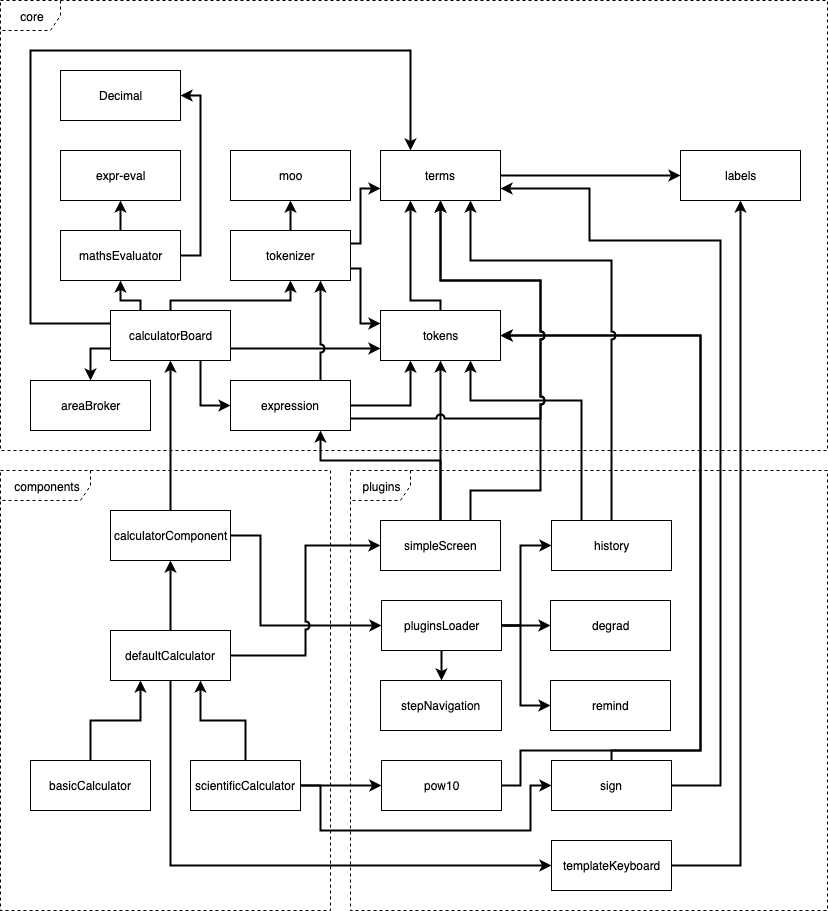 core
Decimal
expr-eval
moo
terms
labels
mathsEvaluator
tokenizer
calculatorBoard
tokens
areaBroker
expression
components
plugins
calculatorComponent
simpleScreen
history
defaultCalculator
pluginsLoader
degrad
stepNavigation
remind
basicCalculator
scientificCalculator
pow10
sign
templateKeyboard